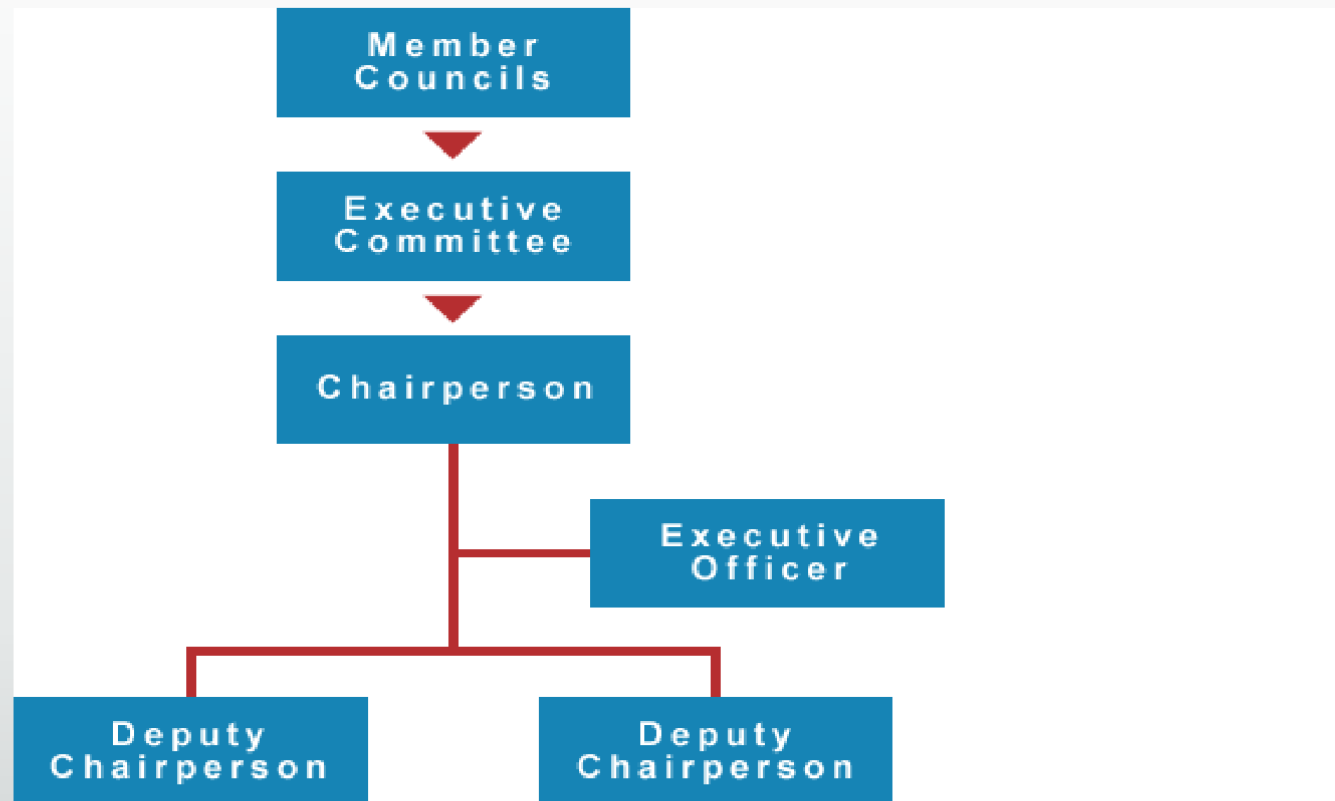 Member
Councils
Executive
Committee
Chairperson
Executive
Officer
Deputy
Chairperson
Deputy
Chairperson